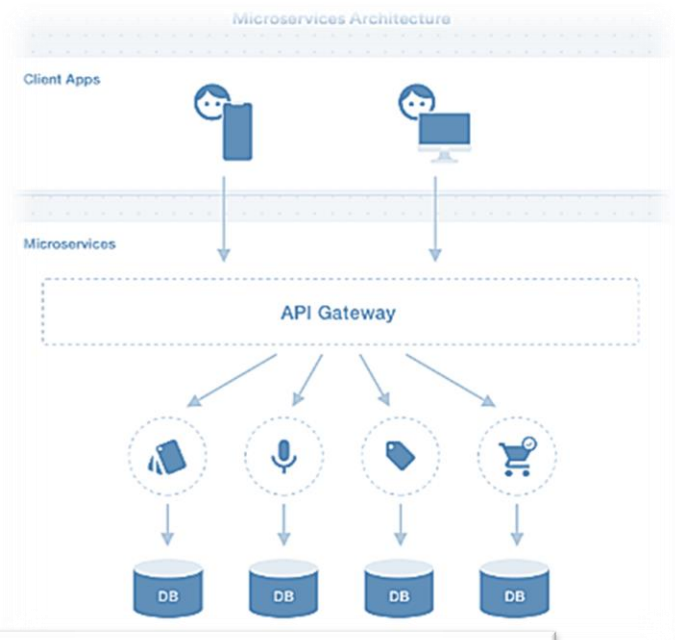 Microservices Architecture
Client Apps
Microservices
API Gateway
DB
DB
DB
DB